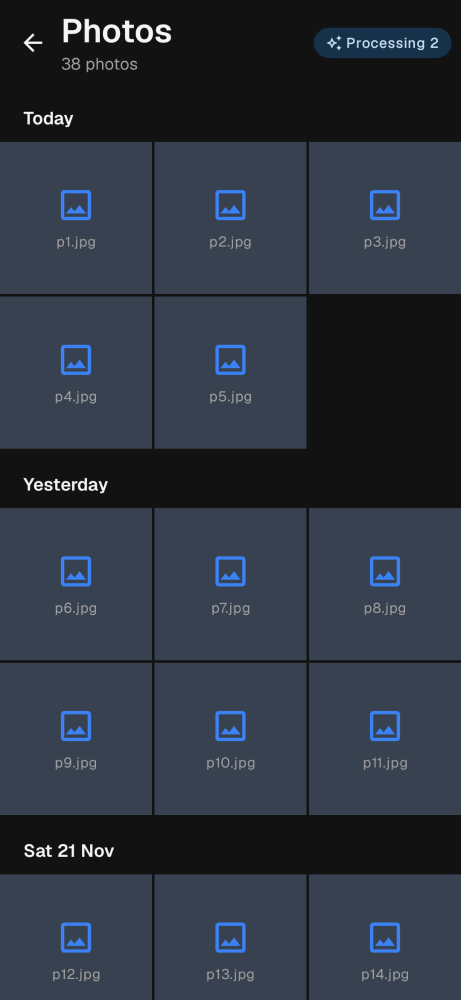 Photos
38 photos
Processing 2
Today
p1.jpg
p2.jpg
p3.jpg
p4.jpg
p5.jpg
Yesterday
p6.jpg
p7.jpg
p8.jpg
p9.jpg
p10.jpg
p11.jpg
Sat 21 Nov
p12.jpg
p13.jpg
p14.jpg